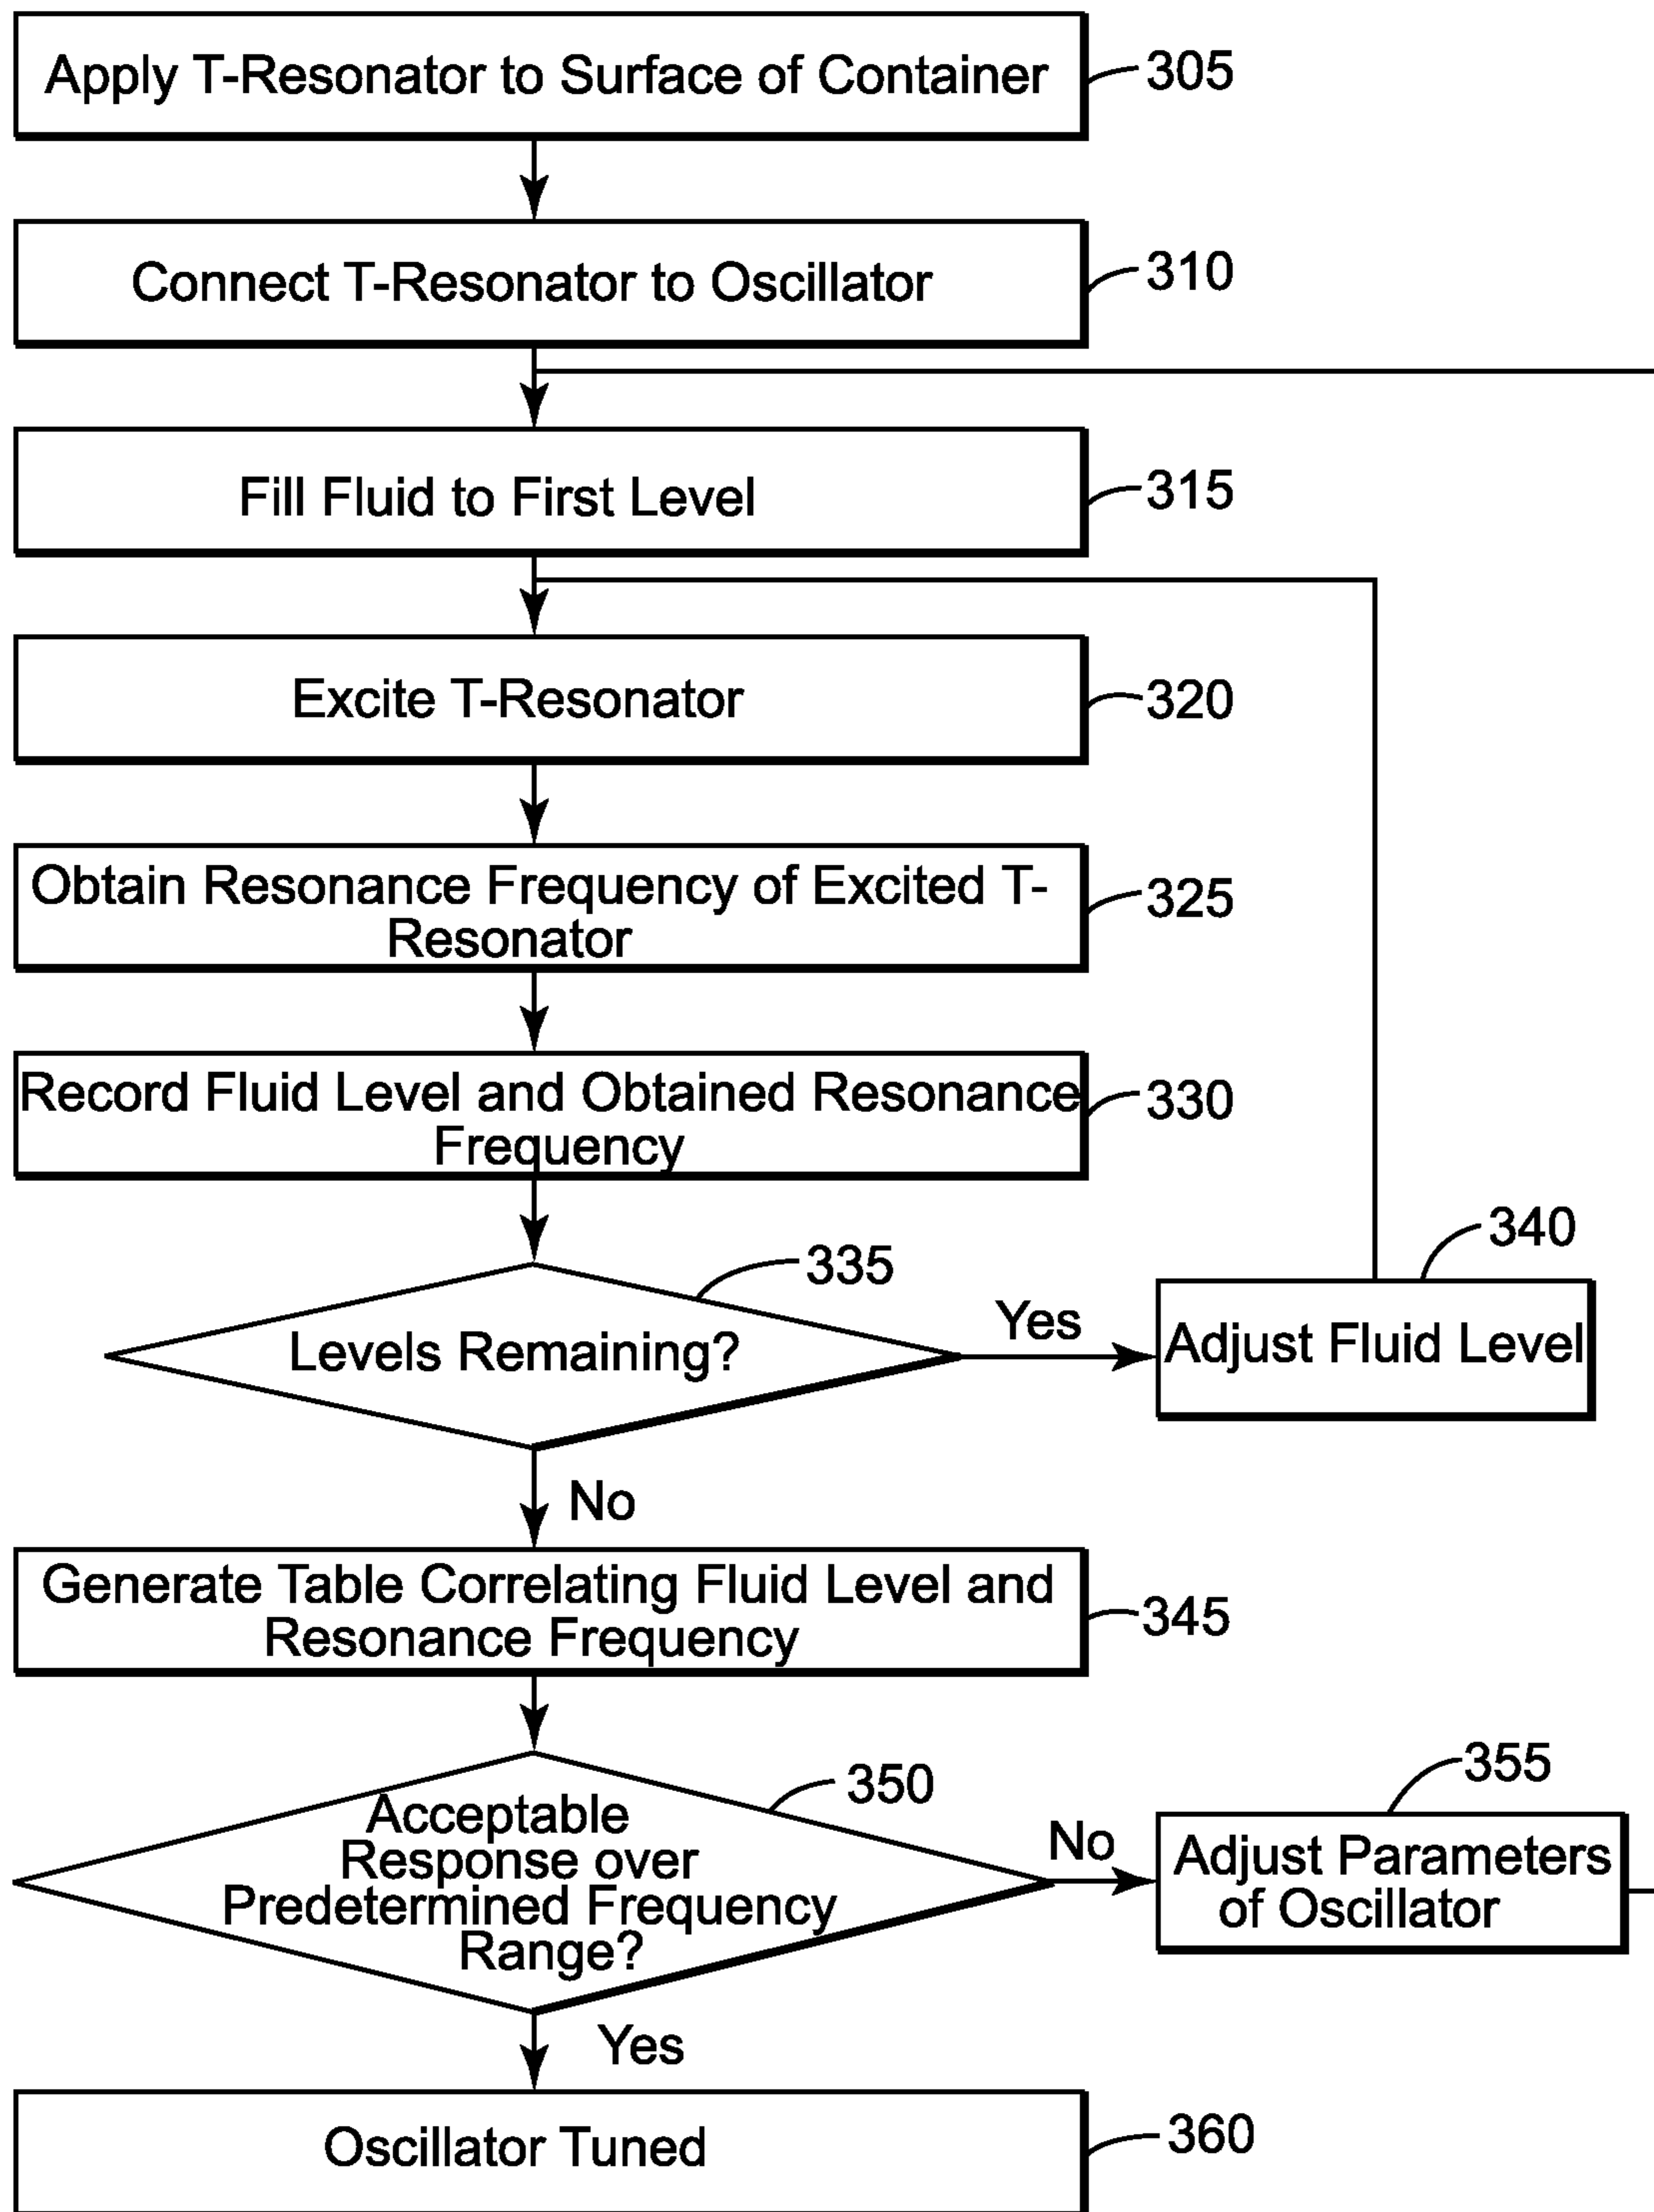 Apply T-Resonator to Surface of Container
305
Connect T-Resonator to Oscillator
310
Fill Fluid to First Level
315
Excite T-Resonator
320
Obtain Resonance Frequency of Excited T-
Resonator
325
Record Fluid Level and Obtained Resonance
Frequency
330
335
Levels Remaining?
Yes
340
Adjust Fluid Level
No
Generate Table Correlating Fluid Level and
Resonance Frequency
345
350
Acceptable
Response over
Predetermined Frequency
Range?
No
355
Adjust Parameters
of Oscillator
Yes
Oscillator Tuned
360